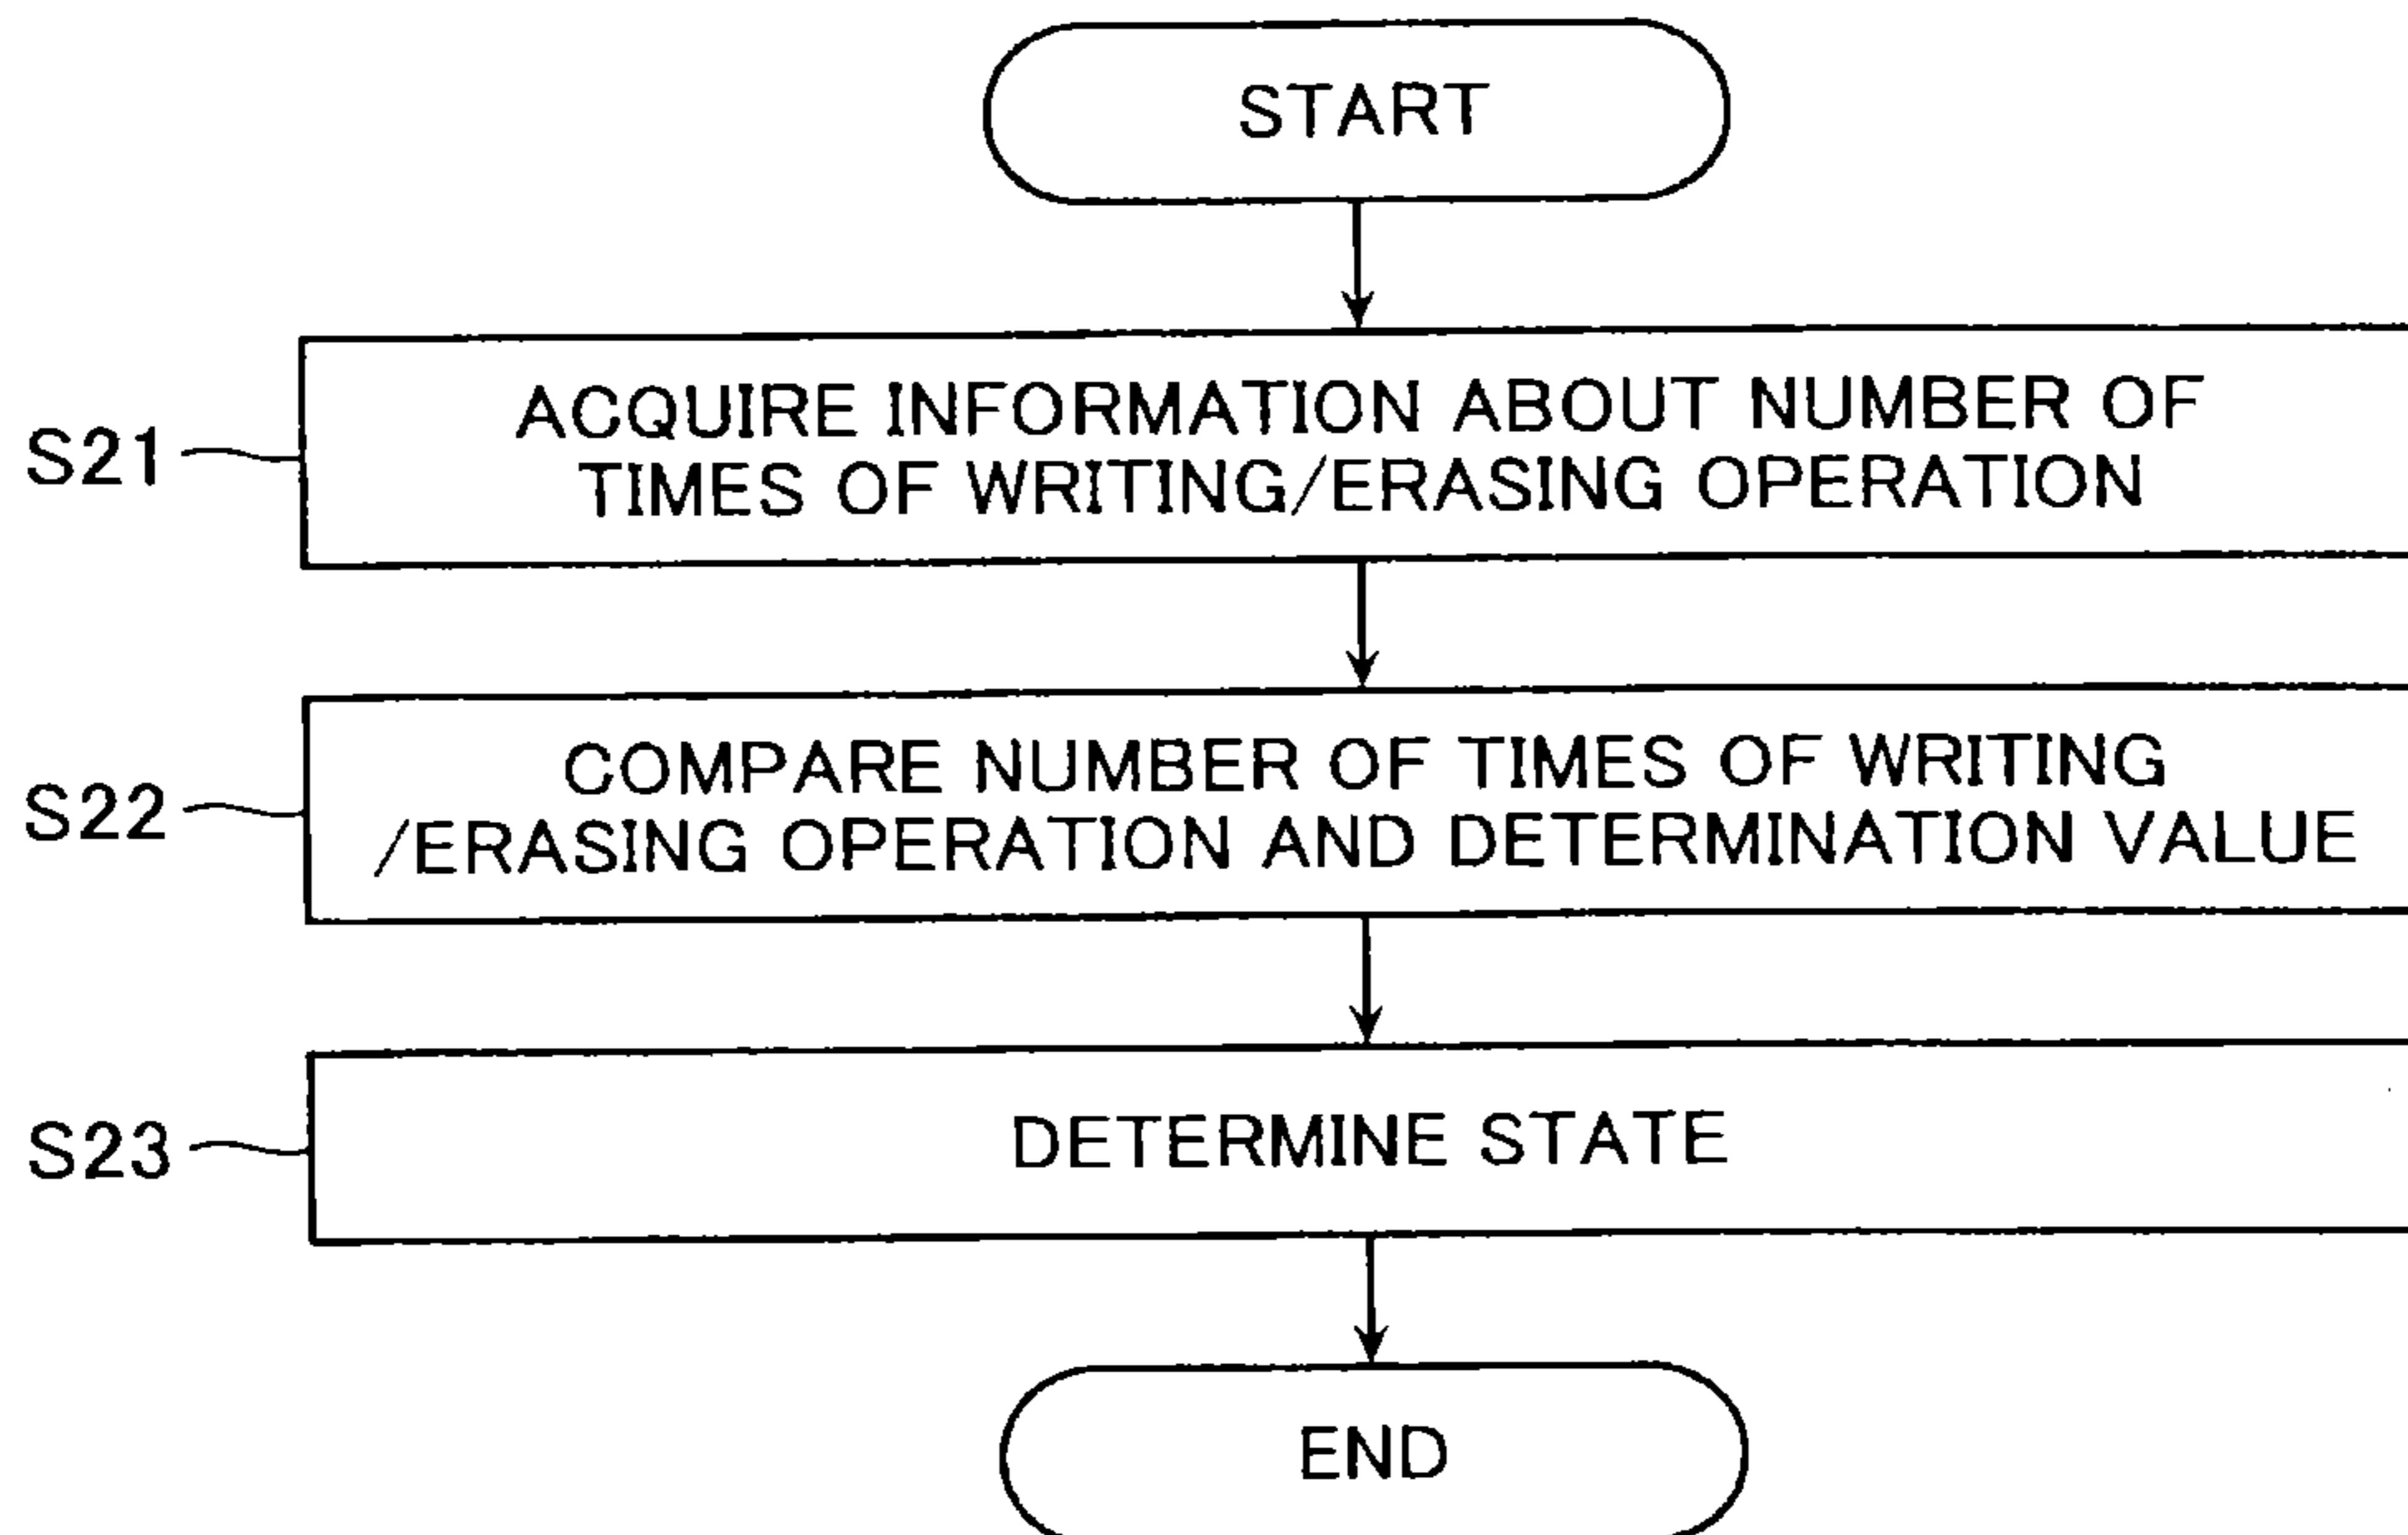 START
S21
ACQUIRE INFORMATION ABOUT NUMBER OF
TIMES OF WRITING/ERASING OPERATION
S22
COMPARE NUMBER OF TIMES OF WRITING
/ERASING OPERATION AND DETERMINATION VALUE
S23
DETERMINE STATE
END